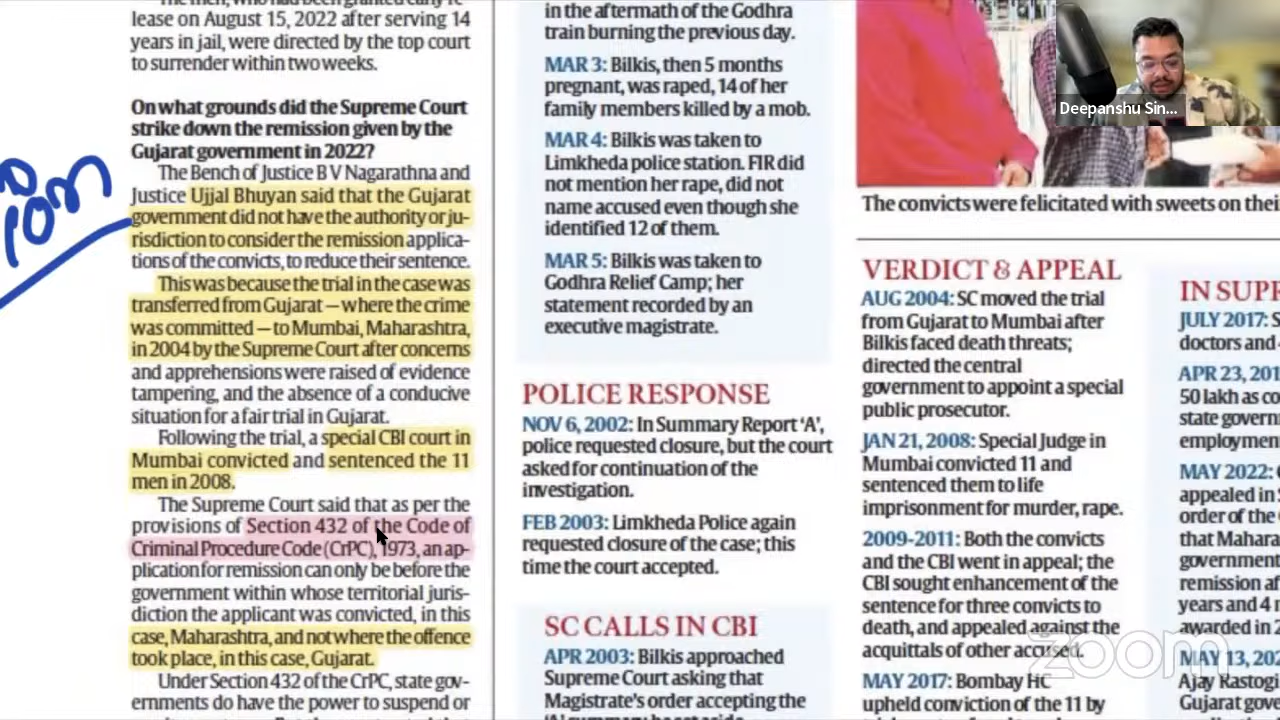 lease on August 15, 2022 after serving 14
years in jail, were directed by the top court
to surrender within two weeks.
On what grounds did the Supreme Court
strike down the remission given by the
Gujarat government in 2022?
The Bench of Justice B V Nagarathna and
Justice Ujjal Bhuyan said that the Gujarat
government did not have the authority or ju-
risdiction to consider the remission applica-
tions of the convicts, to reduce their sentence.
This was because the trial in the case was
transferred from Gujarat — where the crime
was committed — to Mumbai, Maharashtra,
in 2004 by the Supreme Court after concerns
and apprehensions were raised of evidence
tampering, and the absence of a conducive
situation for a fair trial in Gujarat.
Following the trial, a special CBI court in
Mumbai convicted and sentenced the 11
men in 2008.
The Supreme Court said that as per the
provisions of Section 432 of the Code of
Criminal Procedure Code (CrPC), 1973, an ap-
plication for remission can only be before the
government within whose territorial juris-
diction the applicant was convicted, in this
case, Maharashtra, and not where the offence
took place, in this case, Gujarat.
Under Section 432 of the CrPC, state gov-
ernments do have the power to suspend or
in the aftermath of the Godhra
train burning the previous day.
MAR 3: Bilkis, then 5 months
pregnant, was raped, 14 of her
family members killed by a mob.
MAR 4: Bilkis was taken to
Limkheda police station. FIR did
not mention her rape, did not
name accused even though she
identified 12 of them.
MAR 5: Bilkis was taken to
Godhra Relief Camp; her
statement recorded by an
executive magistrate.
POLICE RESPONSE
NOV 6, 2002: In Summary Report ‘A’,
police requested closure, but the court
asked for continuation of the
investigation.
FEB 2003: Limkheda Police again
requested closure of the case; this
time the court accepted.
SC CALLS IN CBI
APR 2003: Bilkis approached
Supreme Court asking that
Magistrate's order accepting the
Deepanshu Sin...
The convicts were felicitated with sweets on thei
VERDICT & APPEAL
AUG 2004: SC moved the trial
from Gujarat to Mumbai after
Bilkis faced death threats;
directed the central
government to appoint a special
public prosecutor.
JAN 21, 2008: Special Judge in
Mumbai convicted 11 and
sentenced them to life
imprisonment for murder, rape.
2009-2011: Both the convicts
and the CBI went in appeal; the
CBI sought enhancement of the
sentence for three convicts to
death, and appealed against the
acquittals of other accused.
MAY 2017: Bombay HC
upheld conviction of the 11 by
IN SUPR
JULY 2017: S
doctors and
APR 23, 201
50 lakh as co
state govern
employmen
MAY 2022:
appealed in
order of the
that Mahara
government
remission af
years and 4 r
awarded in 2
MAY 13, 202
Ajay Rastogi
Gujarat gove
zoom